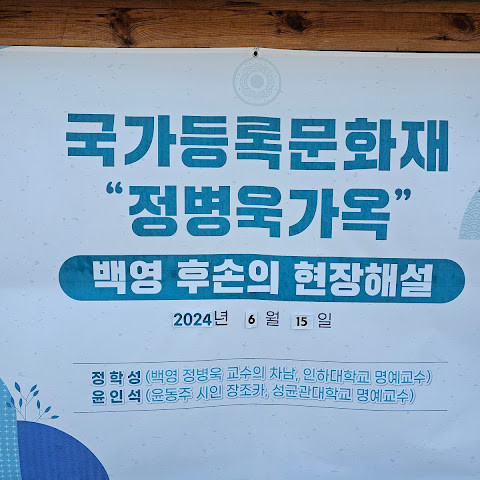 국가등록문화재
“정병욱가옥”
백영 후손의 현장해설
2024년 6월 15일
정학성(백영 정병욱 교수의 차남, 인하대학교 명예교수)
윤인석(윤동주 시인 장조카, 성균관대학교 명예교수)